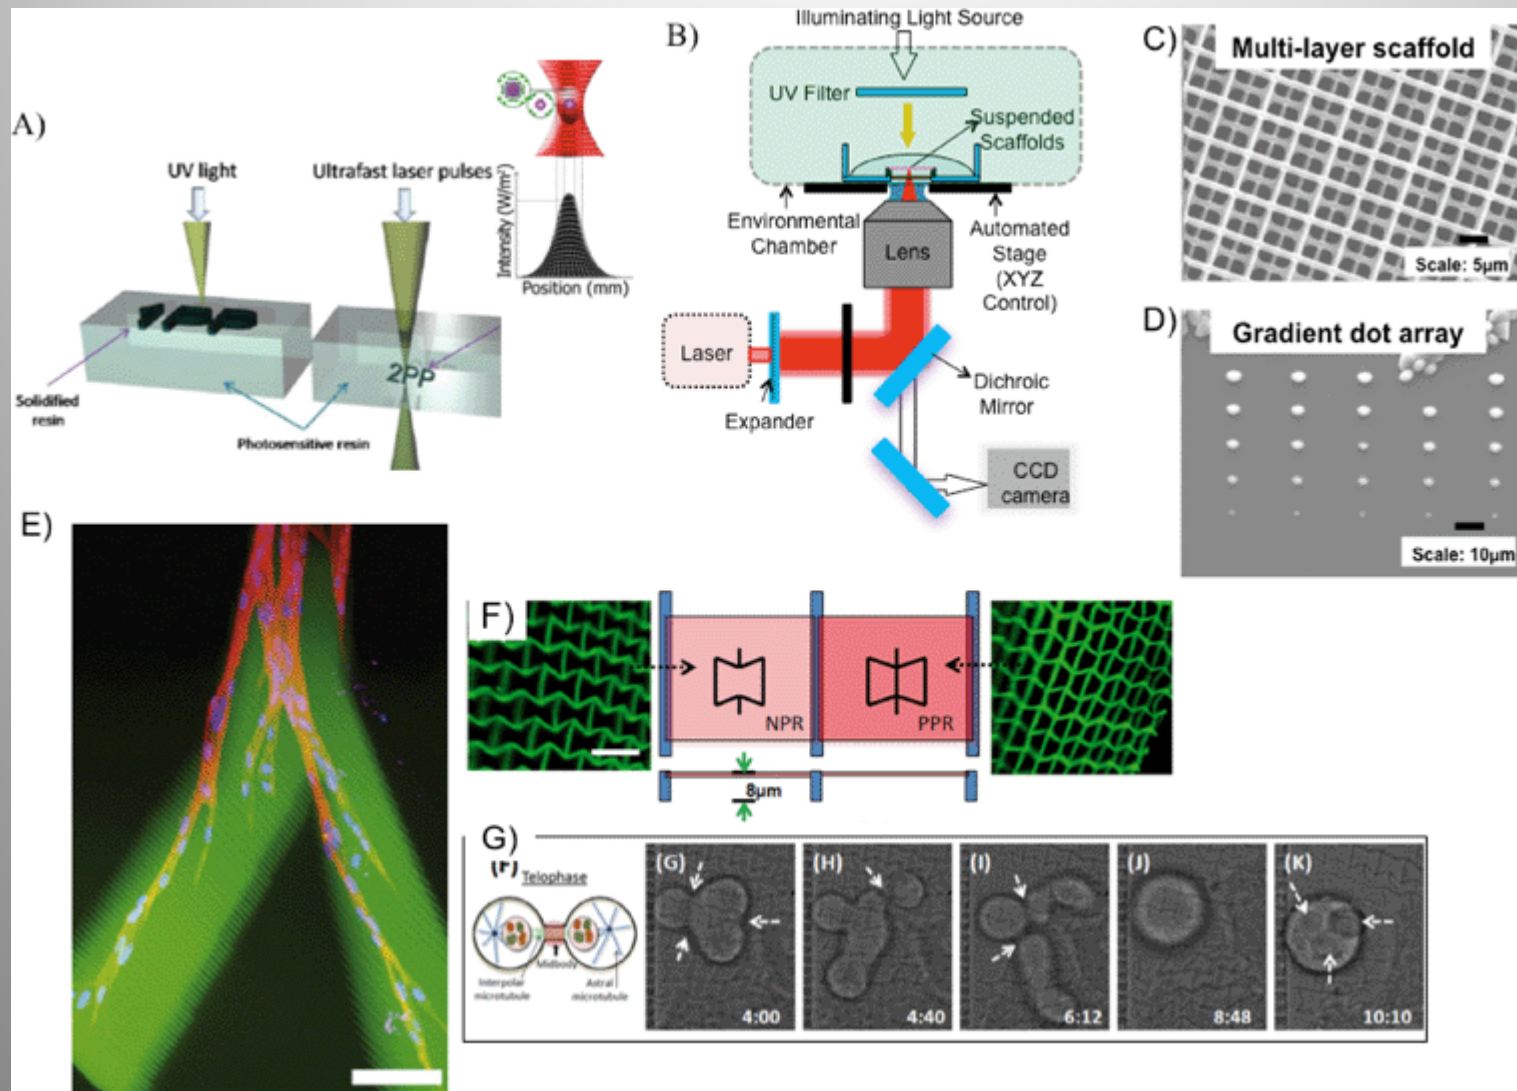 A)
UV light
Ultrafast laser pulses
1PP
2PP
Solidified
resin
Photosensitive resin
Intensity (W/m²)
Position (mm)
B)
Illuminating Light Source
UV Filter
Suspended
Scaffolds
Environmental
Chamber
Lens
Automated
Stage
(XYZ
Control)
Laser
Expander
Dichroic
Mirror
CCD
camera
C)
Multi-layer scaffold
Scale: 5µm
D)
Gradient dot array
Scale: 10µm
E)
F)
NPR
PPR
8µm
G)
(F)
Telophase
Midbody
Interpolar
microtubule
Astral
microtubule
(G)
4:00
(H)
4:40
(I)
6:12
(J)
8:48
(K)
10:10